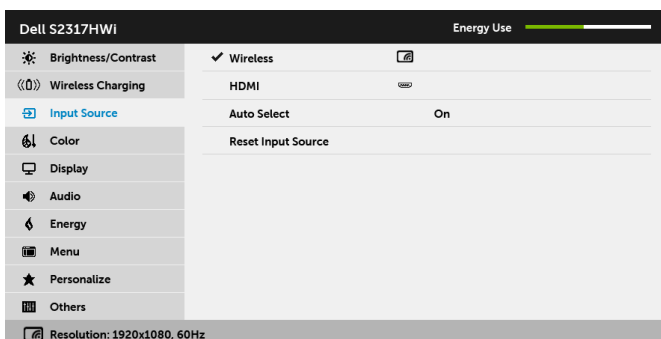 Dell S2317HWi Energy Use
Brightness/Contrast Wireless
Wireless Charging HDMI
Input Source Auto Select On
Color Reset Input Source
Display
Audio
Energy
Menu
Personalize
Others
Resolution: 1920x1080, 60Hz